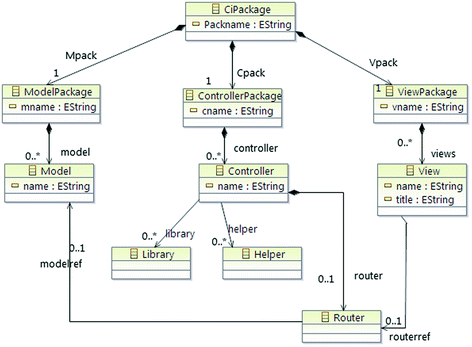 CiPackage
Packname : EString
Mpack
Cpack
Vpack
1
1
1
ModelPackage
mname : EString
ControllerPackage
cname : EString
ViewPackage
vname : EString
0..*
model
0..*
controller
0..*
views
Model
name : EString
Controller
name : EString
View
name : EString
title : EString
0..*
library
helper
0..*
0..1
modelref
Library
Helper
0..1
router
Router
0..1
routerref